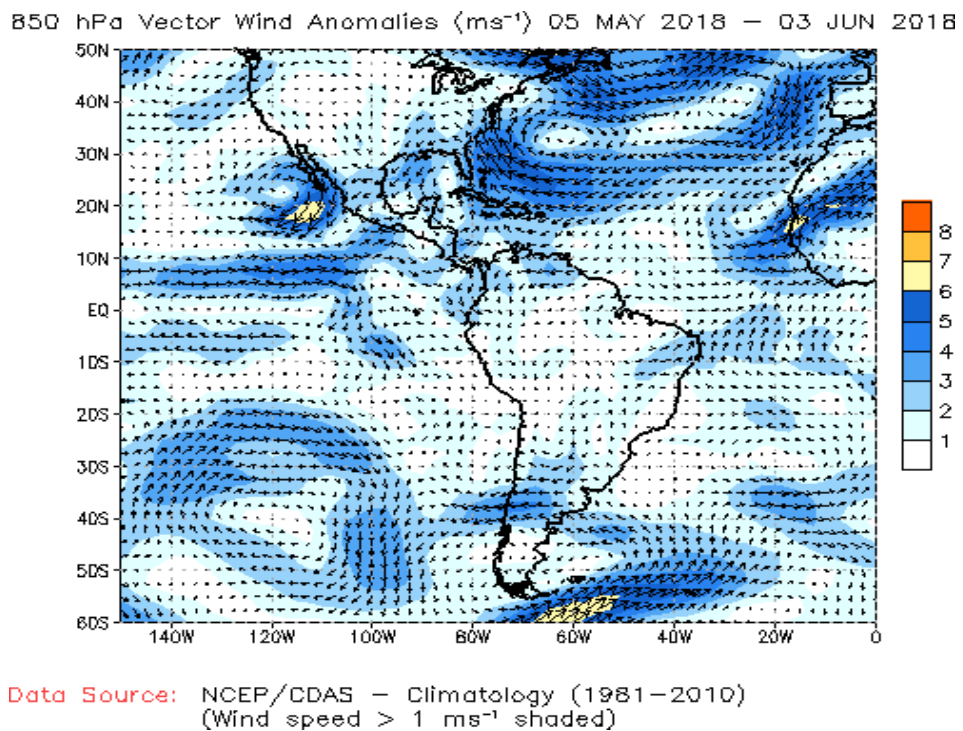 850 hPa Vector Wind Anomalies (ms⁻¹) 05 MAY 2018 – 03 JUN 2018
50N
40N
30N
20N
10N
EQ
10S
20S
30S
40S
50S
60S
140W 120W 100W 80W 60W 40W 20W 0
8
7
6
5
4
3
2
1
Data Source: NCEP/CDAS – Climatology (1981–2010)
(Wind speed > 1 ms⁻¹ shaded)